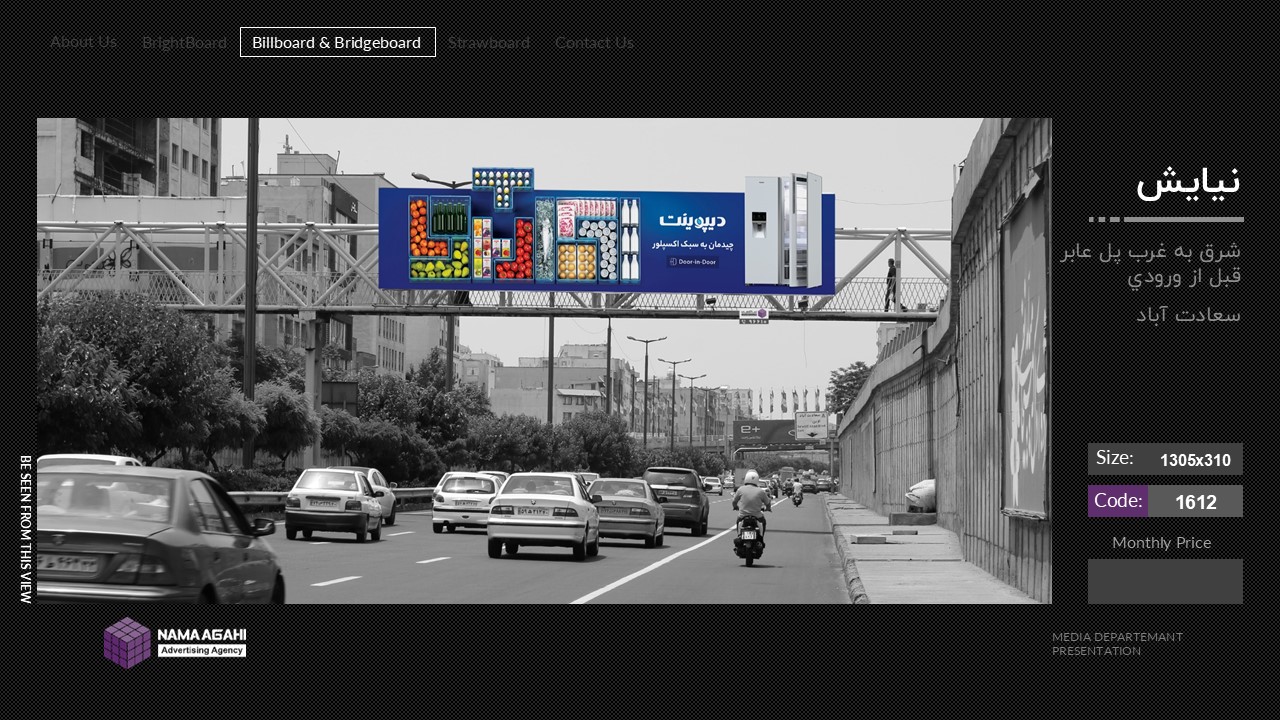 About Us
BrightBoard
Billboard & Bridgeboard
Strawboard
Contact Us
نیایش
شرق به غرب پل عابر
قبل از ورودي
سعادت آباد
دیپوینت
چیدمان به سبک اکسپلور
Door-in-Door
e+
Size:
1305x310
Code:
1612
Monthly Price
BE SEEN FROM THIS VIEW
NAMA AGAHI
Advertising Agency
MEDIA DEPARTEMANT
PRESENTATION